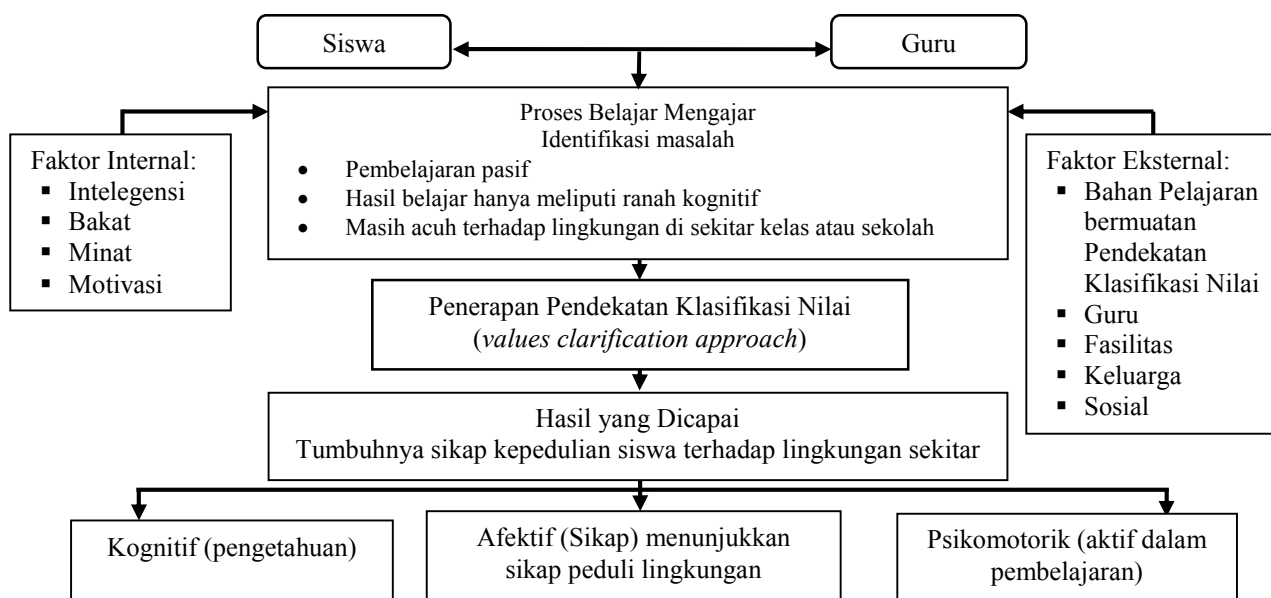 Siswa
Guru
Proses Belajar Mengajar
Identifikasi masalah
• Pembelajaran pasif
• Hasil belajar hanya meliputi ranah kognitif
• Masih acuh terhadap lingkungan di sekitar kelas atau sekolah
Faktor Internal:
▪ Intelegensi
▪ Bakat
▪ Minat
▪ Motivasi
Faktor Eksternal:
▪ Bahan Pelajaran
bermuatan
Pendekatan
Klasifikasi Nilai
▪ Guru
▪ Fasilitas
▪ Keluarga
▪ Sosial
Penerapan Pendekatan Klasifikasi Nilai
(values clarification approach)
Hasil yang Dicapai
Tumbuhnya sikap kepedulian siswa terhadap lingkungan sekitar
Kognitif (pengetahuan)
Afektif (Sikap) menunjukkan
sikap peduli lingkungan
Psikomotorik (aktif dalam
pembelajaran)